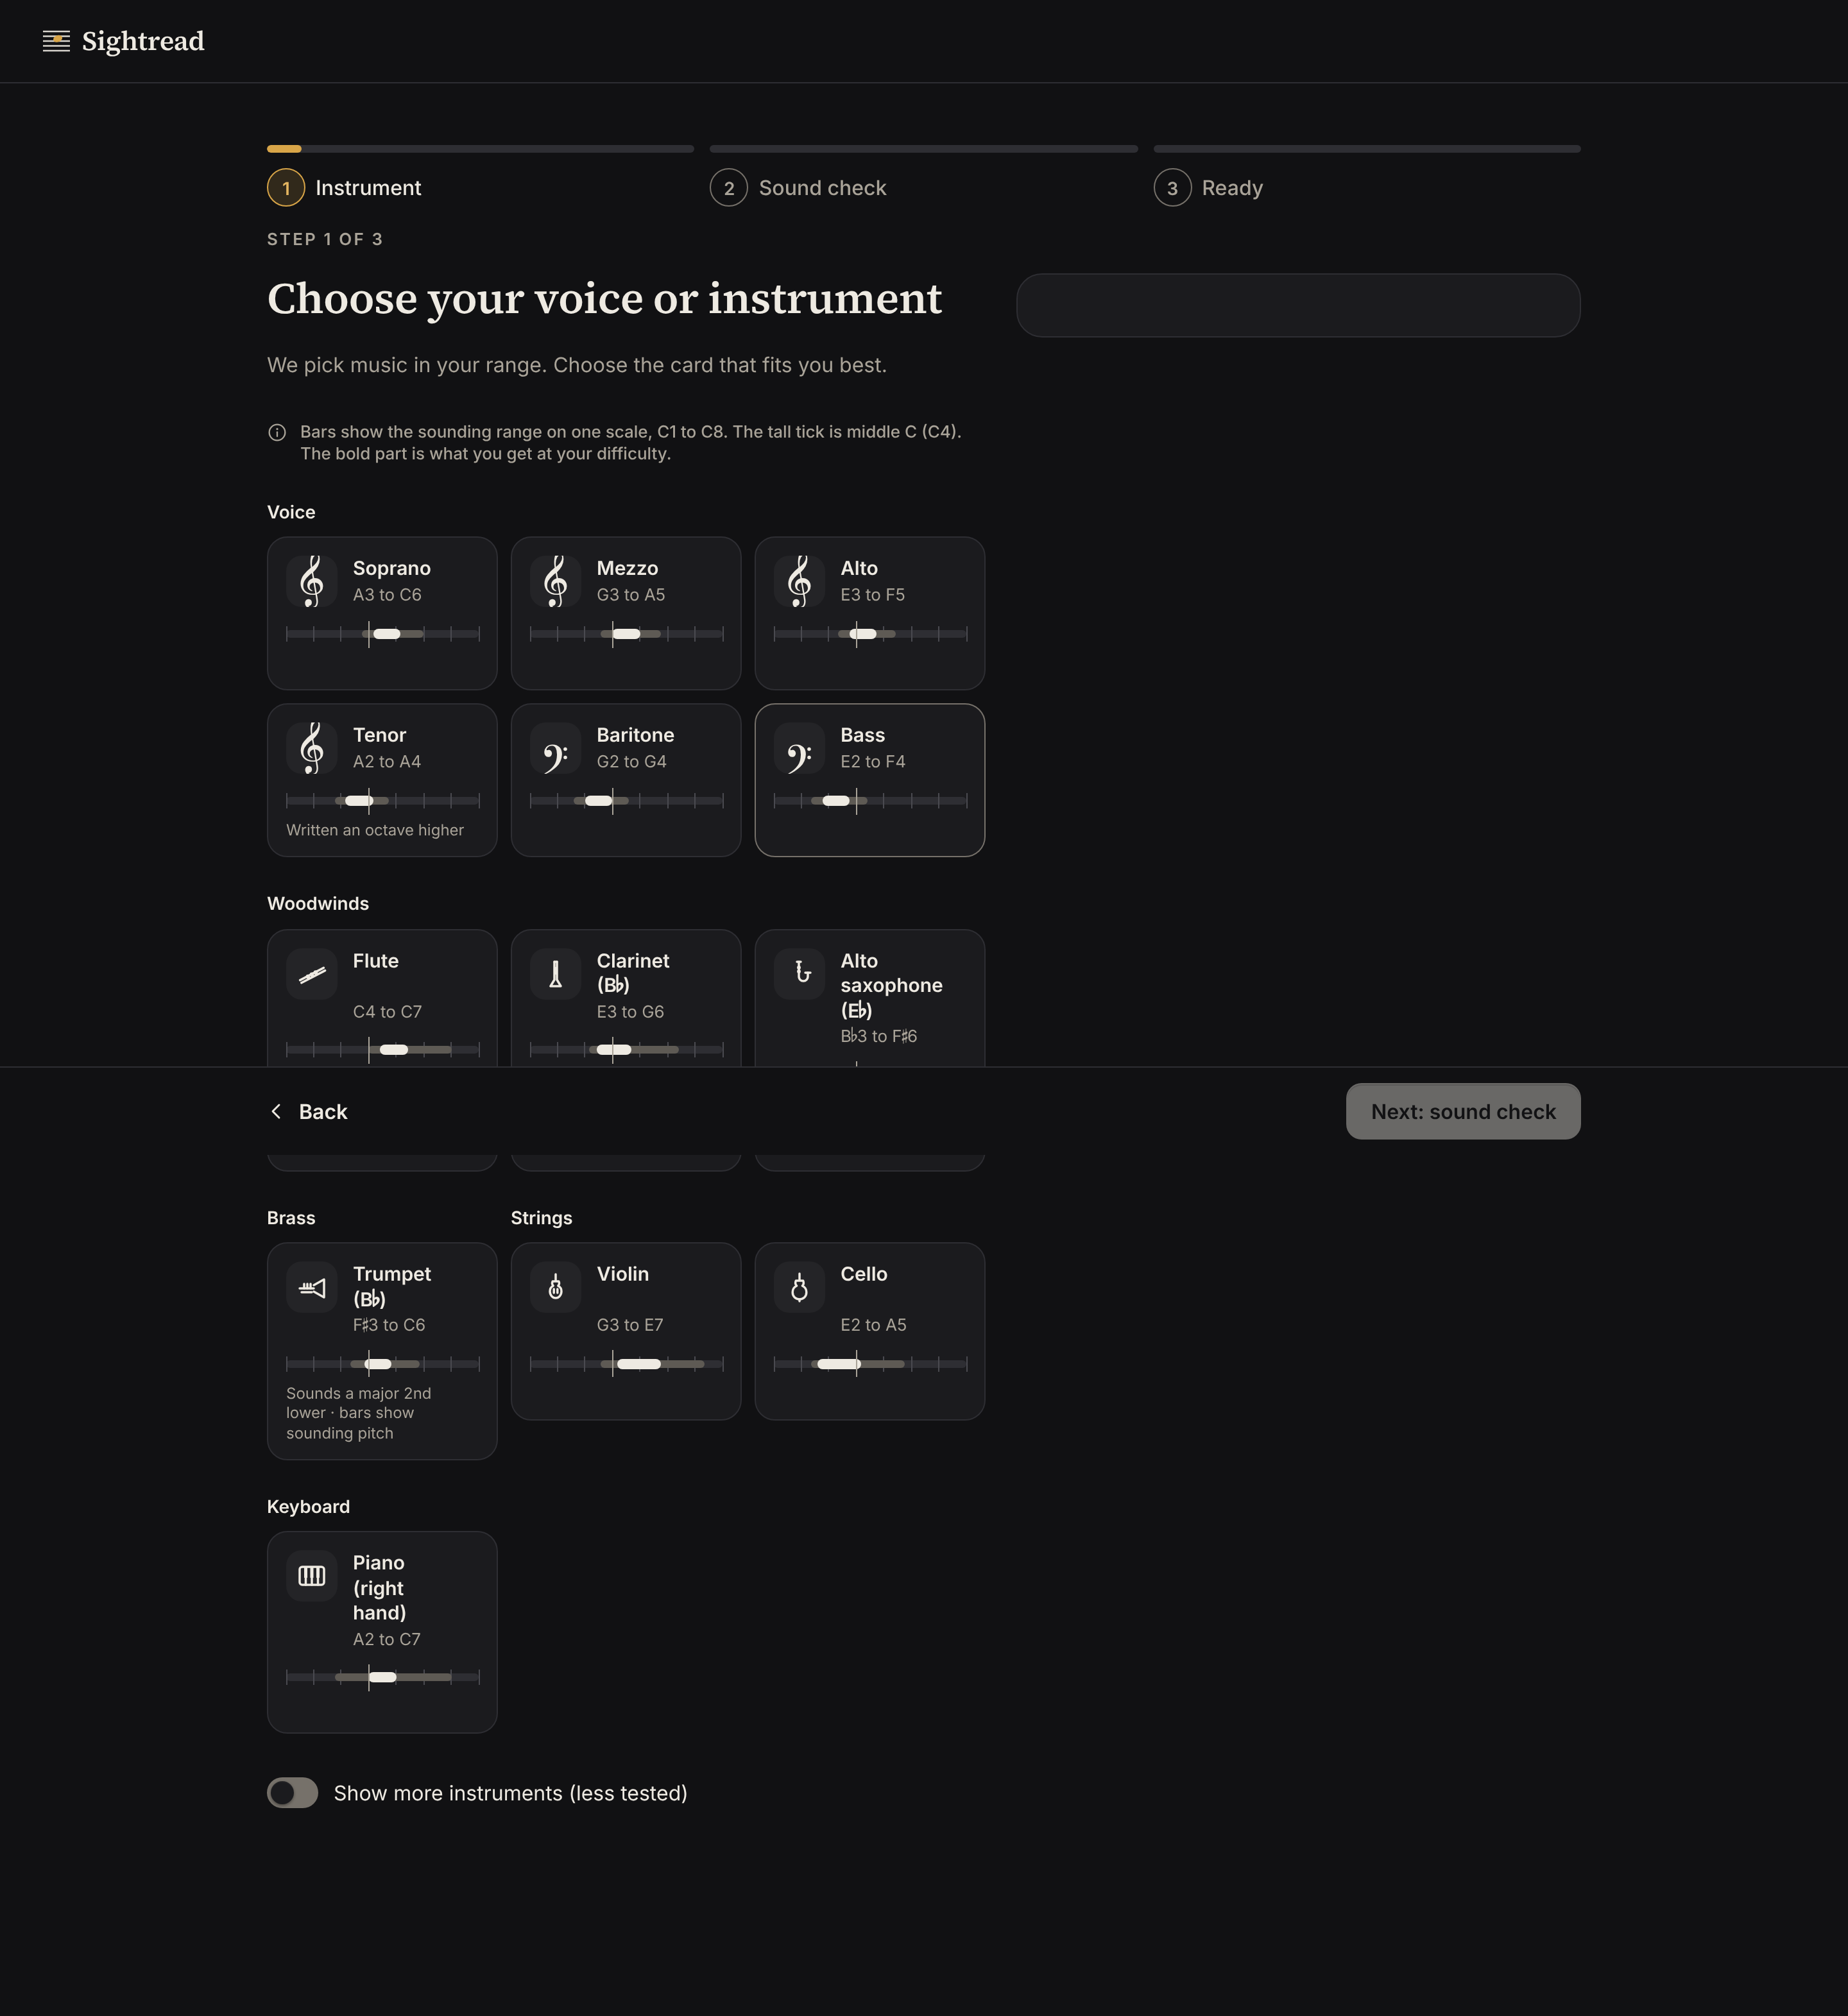 Sightread
1 Instrument
2 Sound check
3 Ready
STEP 1 OF 3
Choose your voice or instrument
We pick music in your range. Choose the card that fits you best.
Bars show the sounding range on one scale, C1 to C8. The tall tick is middle C (C4).
The bold part is what you get at your difficulty.
Voice
Soprano
A3 to C6
Mezzo
G3 to A5
Alto
E3 to F5
Tenor
A2 to A4
Written an octave higher
Baritone
G2 to G4
Bass
E2 to F4
Woodwinds
Flute
C4 to C7
Clarinet
(B♭)
E3 to G6
Alto
saxophone
(E♭)
B♭3 to F♯6
Back
Next: sound check
Brass
Trumpet
(B♭)
F♯3 to C6
Sounds a major 2nd
lower · bars show
sounding pitch
Strings
Violin
G3 to E7
Cello
E2 to A5
Keyboard
Piano
(right
hand)
A2 to C7
Show more instruments (less tested)